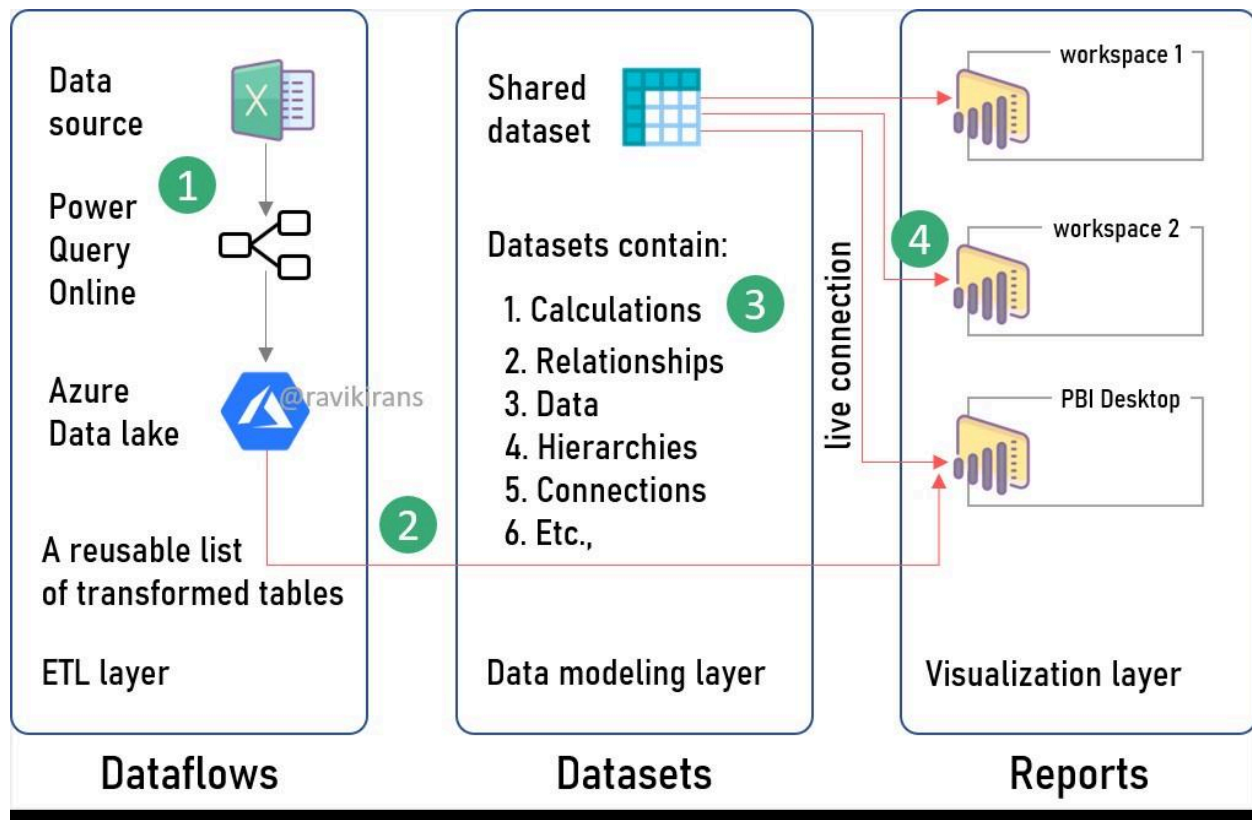 Data
source
1
Power
Query
Online
Azure
Data lake
@ravikirans
2
A reusable list
of transformed tables
ETL layer
Dataflows
Shared
dataset
Datasets contain:
1. Calculations
2. Relationships
3. Data
4. Hierarchies
5. Connections
6. Etc.,
3
live connection
Data modeling layer
Datasets
workspace 1
4
workspace 2
PBI Desktop
Visualization layer
Reports